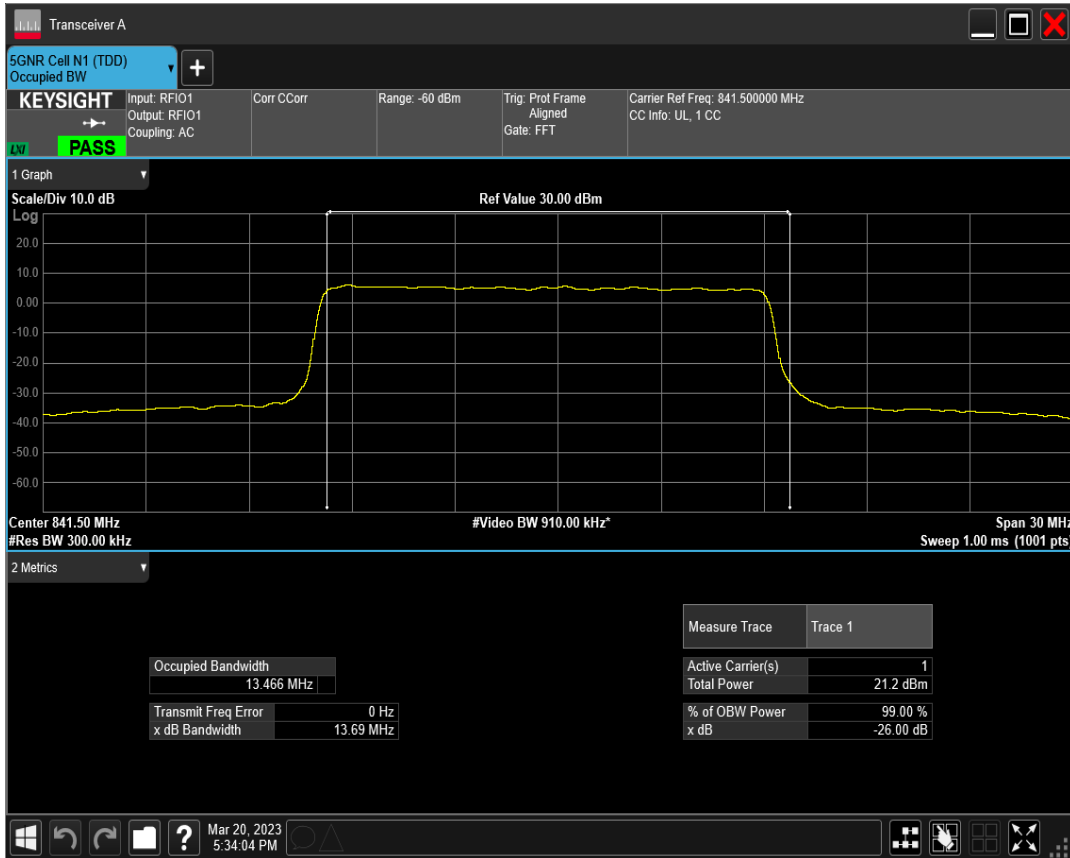 Transceiver A
5GNR Cell N1 (TDD)
Occupied BW
+
KEYSIGHT
LXI
PASS
Input: RFIO1
Output: RFIO1
Coupling: AC
Corr CCorr
Range: -60 dBm
Trig: Prot Frame
Aligned
Gate: FFT
Carrier Ref Freq: 841.500000 MHz
CC Info: UL, 1 CC
1 Graph
Scale/Div 10.0 dB
Ref Value 30.00 dBm
Log
20.0
10.0
0.00
-10.0
-20.0
-30.0
-40.0
-50.0
-60.0
Center 841.50 MHz
#Video BW 910.00 kHz*
Span 30 MHz
#Res BW 300.00 kHz
Sweep 1.00 ms (1001 pts)
2 Metrics
Measure Trace Trace 1
Occupied Bandwidth
13.466 MHz
Active Carrier(s) 1
Total Power 21.2 dBm
Transmit Freq Error 0 Hz
x dB Bandwidth 13.69 MHz
% of OBW Power 99.00 %
x dB -26.00 dB
?
Mar 20, 2023
5:34:04 PM